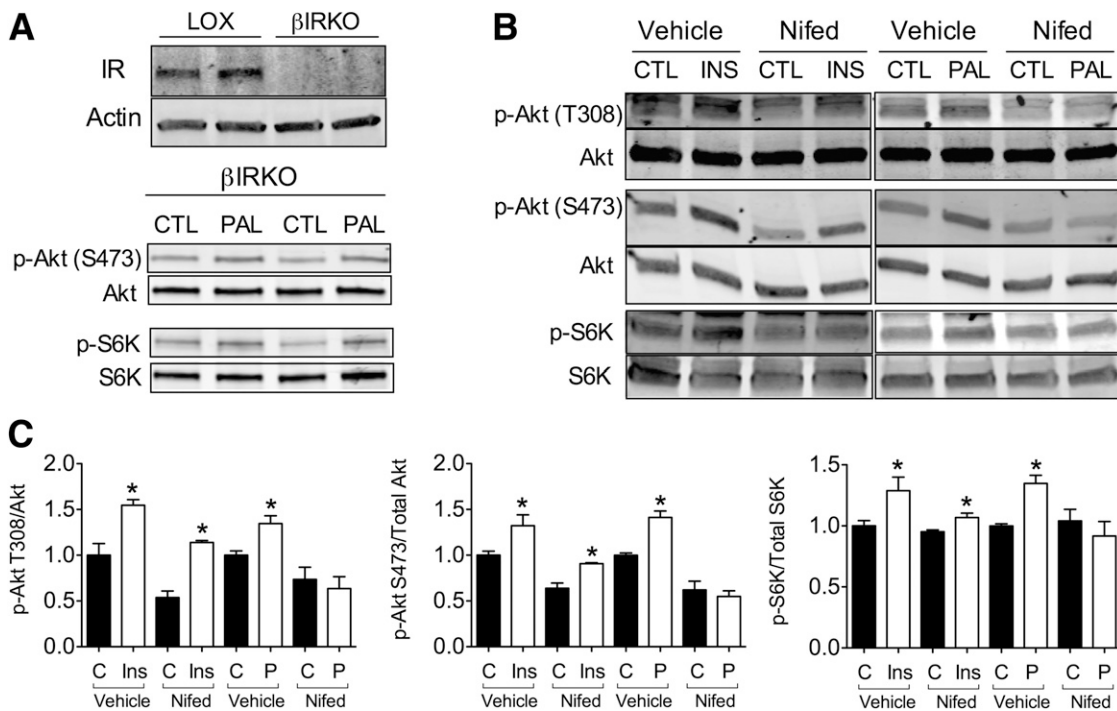 A
LOX βIRKO
IR
Actin
βIRKO
CTL PAL CTL PAL
p-Akt (S473)
Akt
p-S6K
S6K
B
Vehicle Nifed Vehicle Nifed
CTL INS CTL INS CTL PAL CTL PAL
p-Akt (T308)
Akt
p-Akt (S473)
Akt
p-S6K
S6K
C
p-Akt T308/Akt
2.0
1.5
1.0
0.5
0.0
* * *
C Ins C Ins C P C P
Vehicle Nifed Vehicle Nifed
p-Akt S473/Total Akt
2.0
1.5
1.0
0.5
0.0
* * *
C Ins C Ins C P C P
Vehicle Nifed Vehicle Nifed
p-S6K/Total S6K
1.5
1.0
0.5
0.0
* * *
C Ins C Ins C P C P
Vehicle Nifed Vehicle Nifed